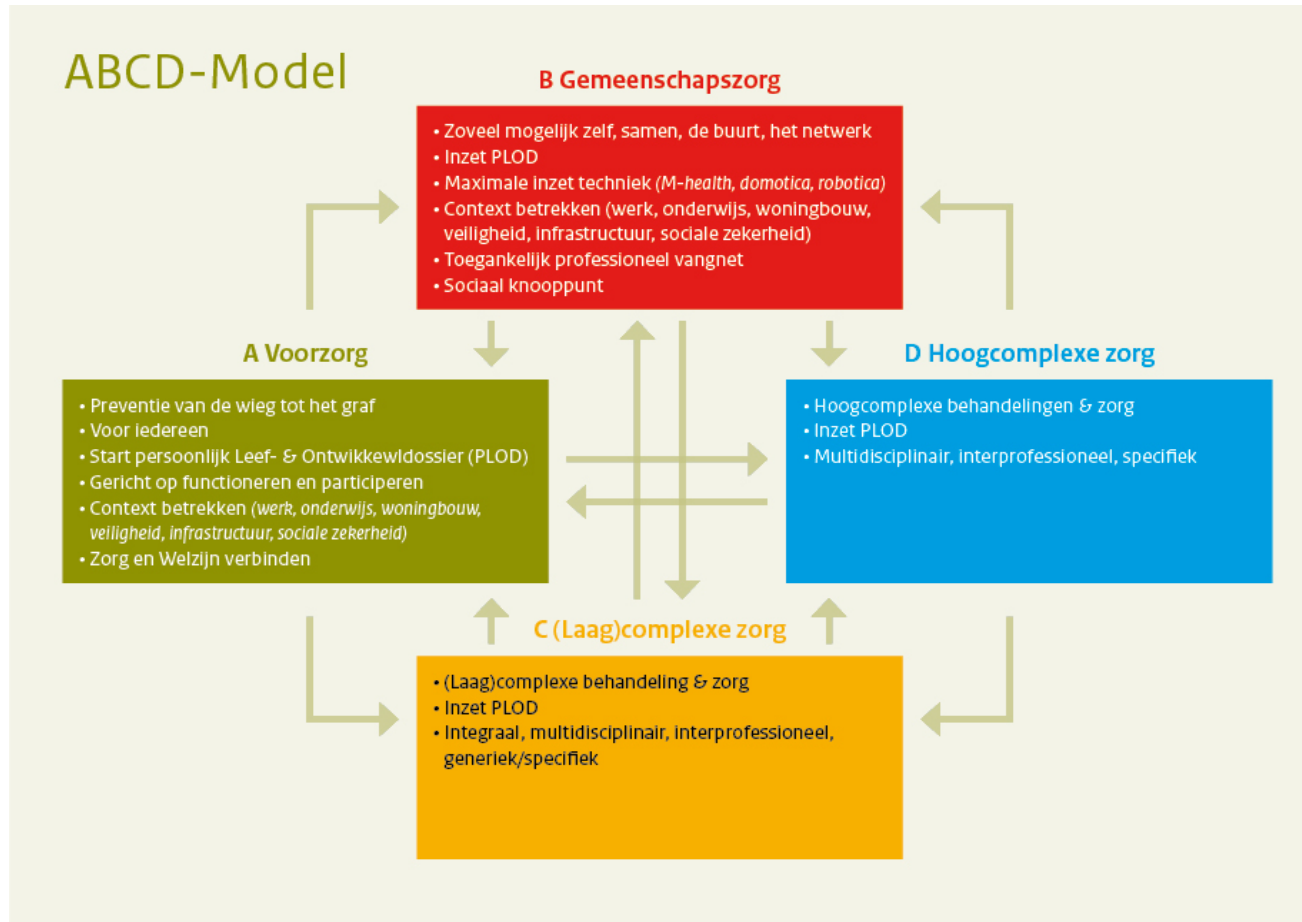 ABCD-Model
B Gemeenschapszorg
• Zoveel mogelijk zelf, samen, de buurt, het netwerk
• Inzet PLOD
• Maximale inzet techniek (M-health, domotica, robotica)
• Context betrekken (werk, onderwijs, woningbouw,
veiligheid, infrastructuur, sociale zekerheid)
• Toegankelijk professioneel vangnet
• Sociaal knooppunt
A Voorzorg
• Preventie van de wieg tot het graf
• Voor iedereen
• Start persoonlijk Leef- & Ontwikkewldossier (PLOD)
• Gericht op functioneren en participeren
• Context betrekken (werk, onderwijs, woningbouw,
veiligheid, infrastructuur, sociale zekerheid)
• Zorg en Welzijn verbinden
D Hoogcomplexe zorg
• Hoogcomplexe behandelingen & zorg
• Inzet PLOD
• Multidisciplinair, interprofessioneel, specifiek
C (Laag)complexe zorg
• (Laag)complexe behandeling & zorg
• Inzet PLOD
• Integraal, multidisciplinair, interprofessioneel,
generiek/specifiek